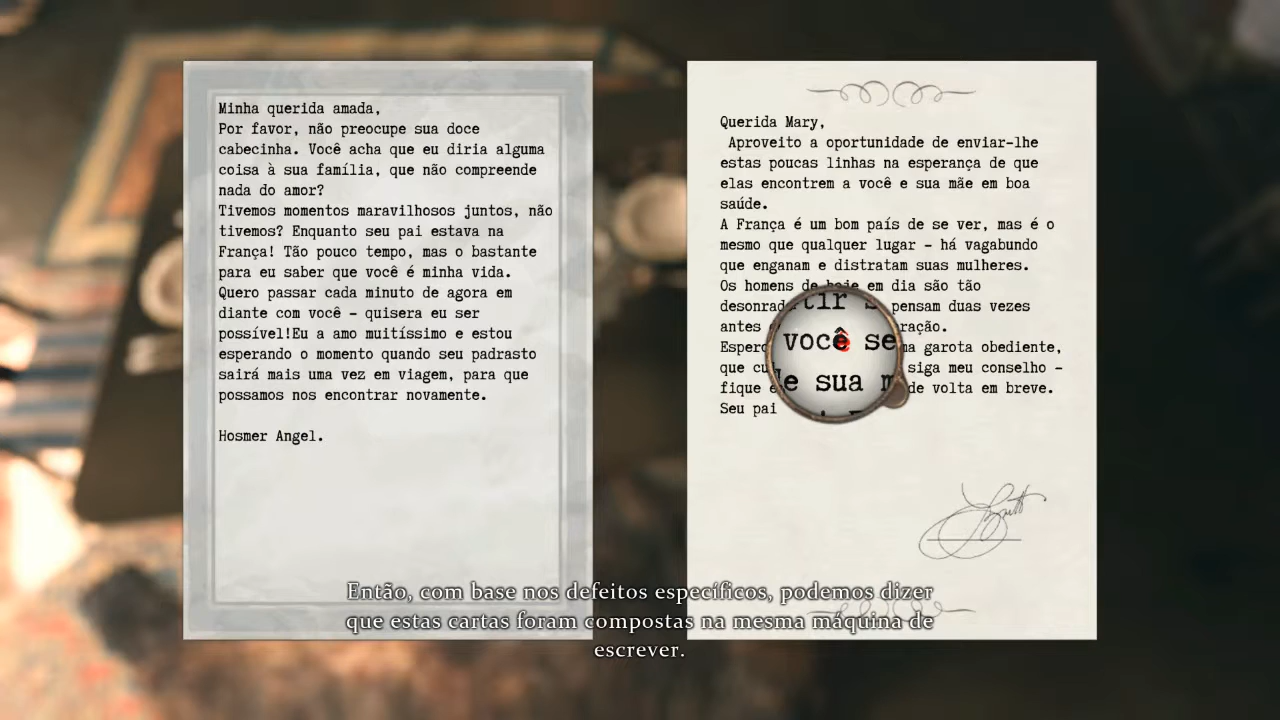 Minha querida amada,
Por favor, não preocupe sua doce
cabecinha. Você acha que eu diria alguma
coisa à sua família, que não compreende
nada do amor?
Tivemos momentos maravilhosos juntos, não
tivemos? Enquanto seu pai estava na
França! Tão pouco tempo, mas o bastante
para eu saber que você é minha vida.
Quero passar cada minuto de agora em
diante com você - quisera eu ser
possível!Eu a amo muitíssimo e estou
esperando o momento quando seu padrasto
sairá mais uma vez em viagem, para que
possamos nos encontrar novamente.
Hosmer Angel.
Querida Mary,
Aproveito a oportunidade de enviar-lhe
estas poucas linhas na esperança de que
elas encontrem a você e sua mãe em boa
saúde.
A França é um bom país de se ver, mas é o
mesmo que qualquer lugar - há vagabundo
que enganam e distratam suas mulheres.
Os homens de hoje em dia são tão
pensam duas vezes
antes
garota obediente,
que siga meu conselho -
fique de volta em breve.
Seu pai
você se
sua
Então, com base nos defeitos específicos, podemos dizer
que estas cartas foram compostas na mesma máquina de
escrever.